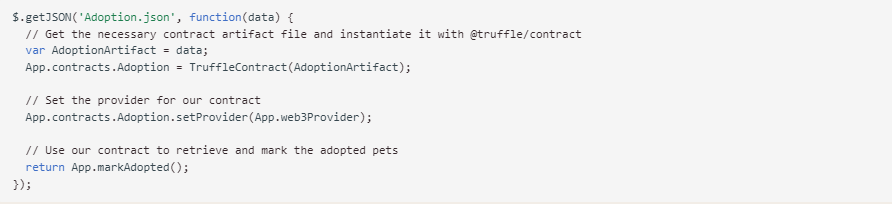 $.getJSON('Adoption.json', function(data) {
  // Get the necessary contract artifact file and instantiate it with @truffle/contract
  var AdoptionArtifact = data;
  App.contracts.Adoption = TruffleContract(AdoptionArtifact);

  // Set the provider for our contract
  App.contracts.Adoption.setProvider(App.web3Provider);

  // Use our contract to retrieve and mark the adopted pets
  return App.markAdopted();
});